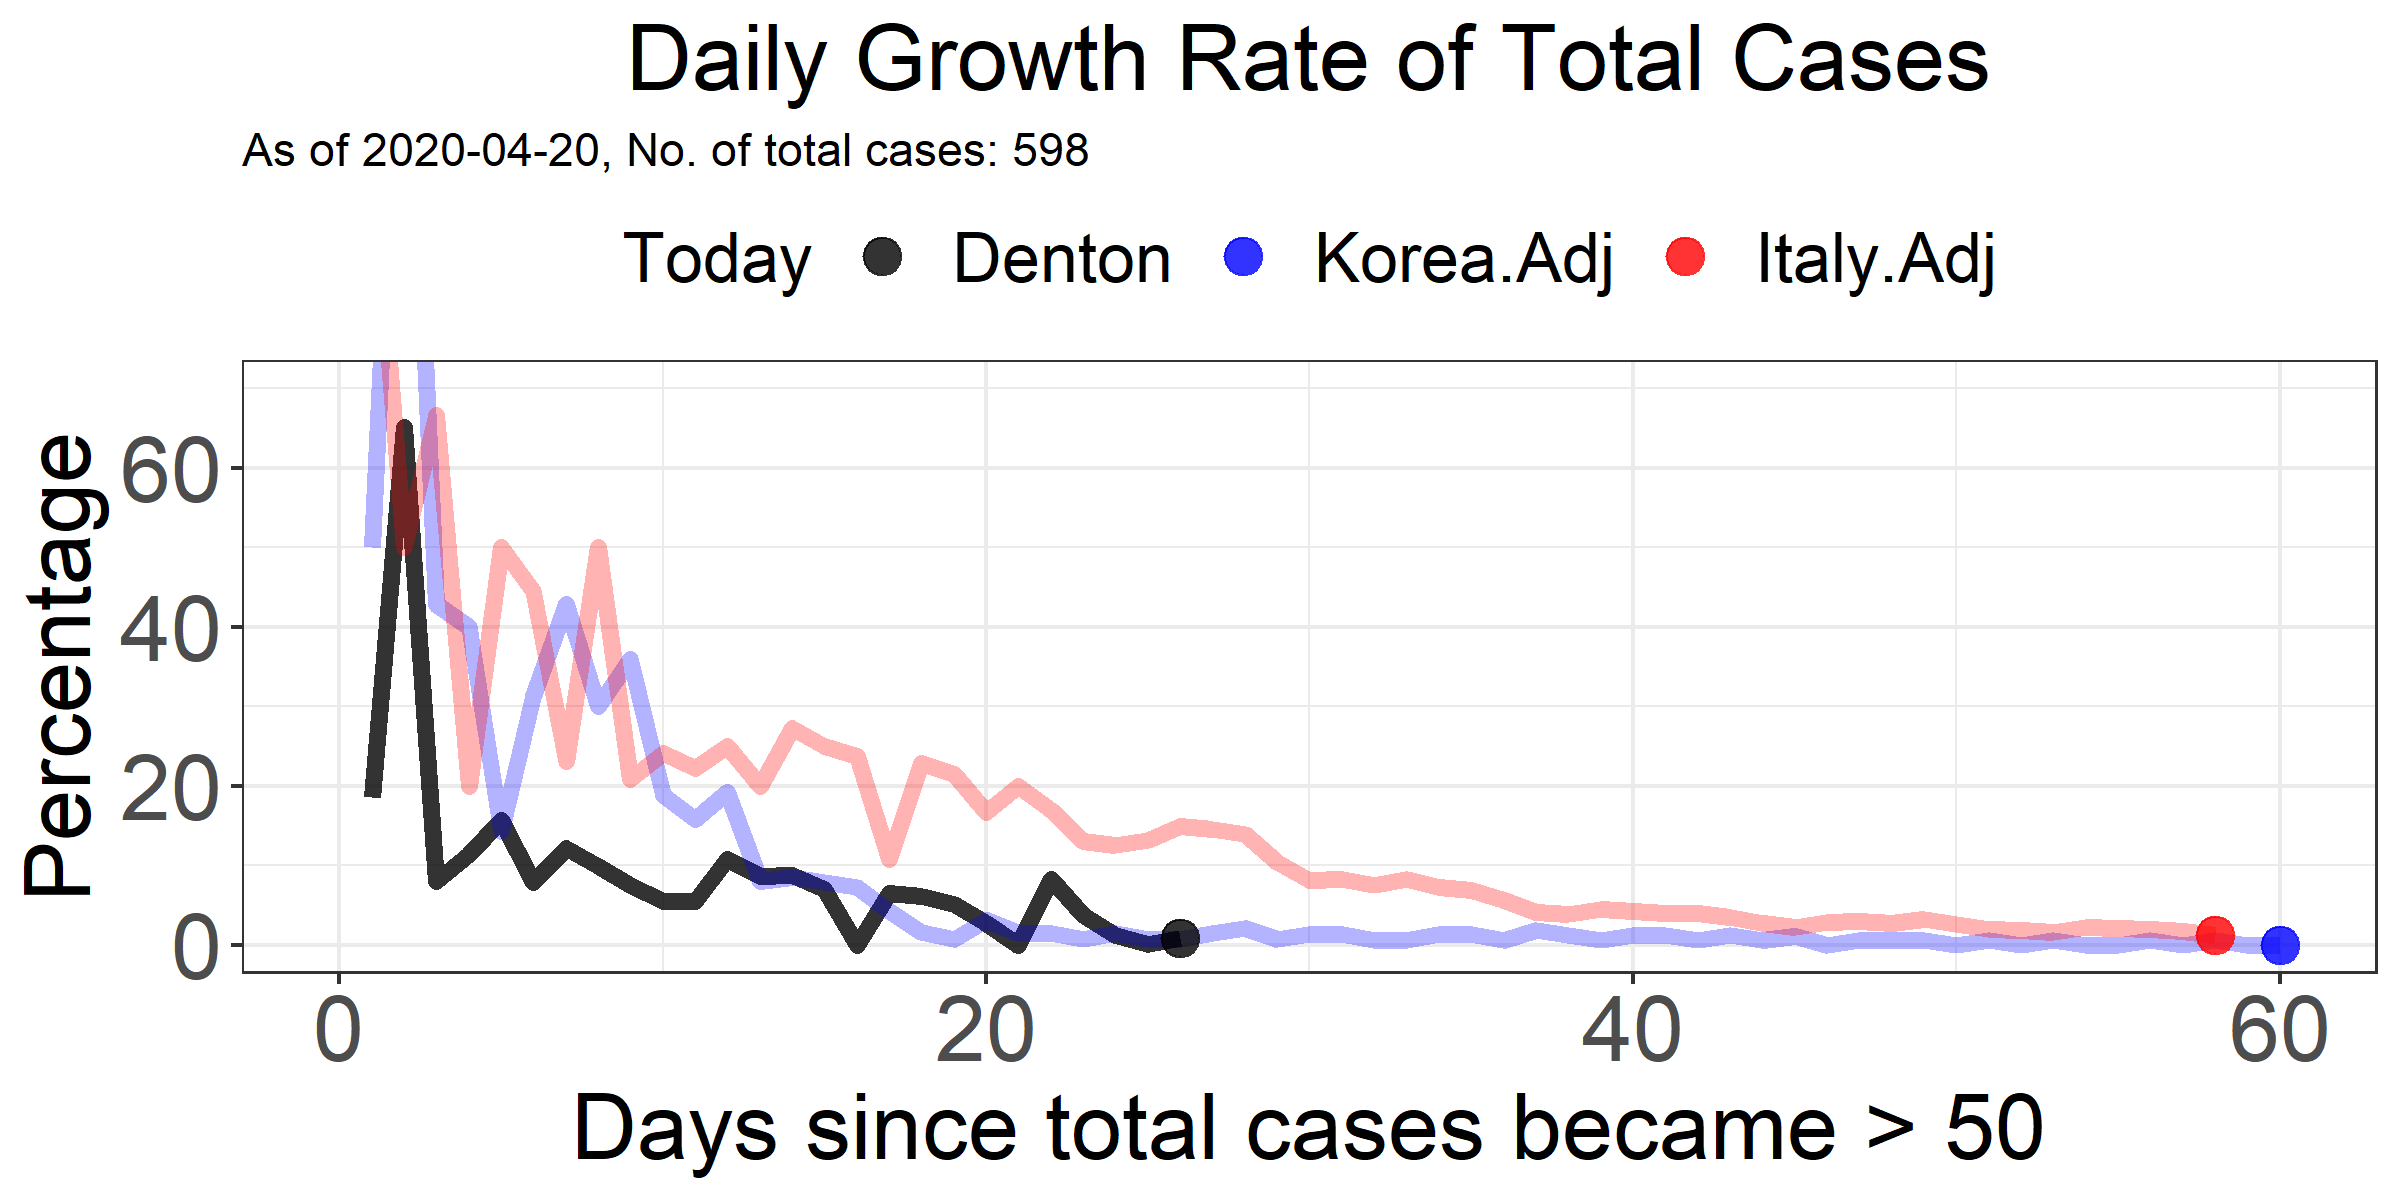 Daily Growth Rate of Total Cases
As of 2020-04-20, No. of total cases: 598
Today Denton Korea.Adj Italy.Adj
Percentage
60
40
20
0
0 20 40 60
Days since total cases became > 50